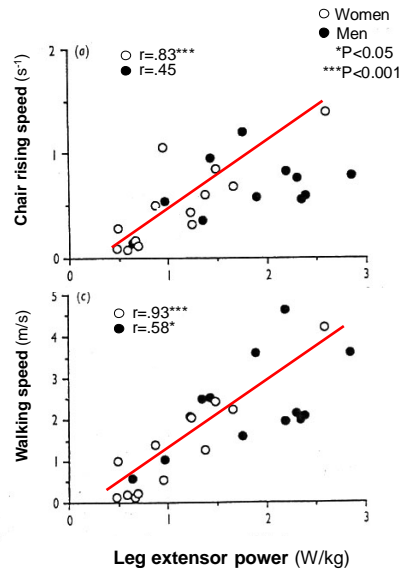 ○ Women
● Men
*P<0.05
***P<0.001
(a)
○ r=.83***
● r=.45
Chair rising speed (s-1)
2
1
0
0 1 2 3
(c)
○ r=.93***
● r=.58*
Walking speed (m/s)
5
4
3
2
1
0
0 1 2 3
Leg extensor power (W/kg)